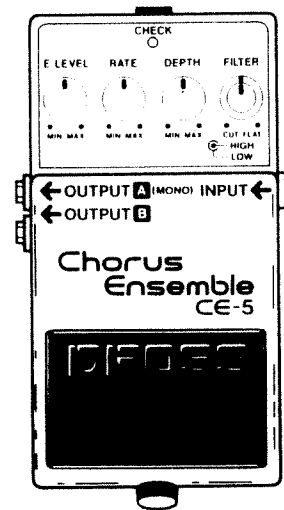 CHECK
E LEVEL RATE DEPTH FILTER
MIN MAX MIN MAX MIN MAX CUT FLAT
HIGH
LOW
OUTPUT A (MONO) INPUT
OUTPUT B
Chorus
Ensemble
CE-5
BOSS